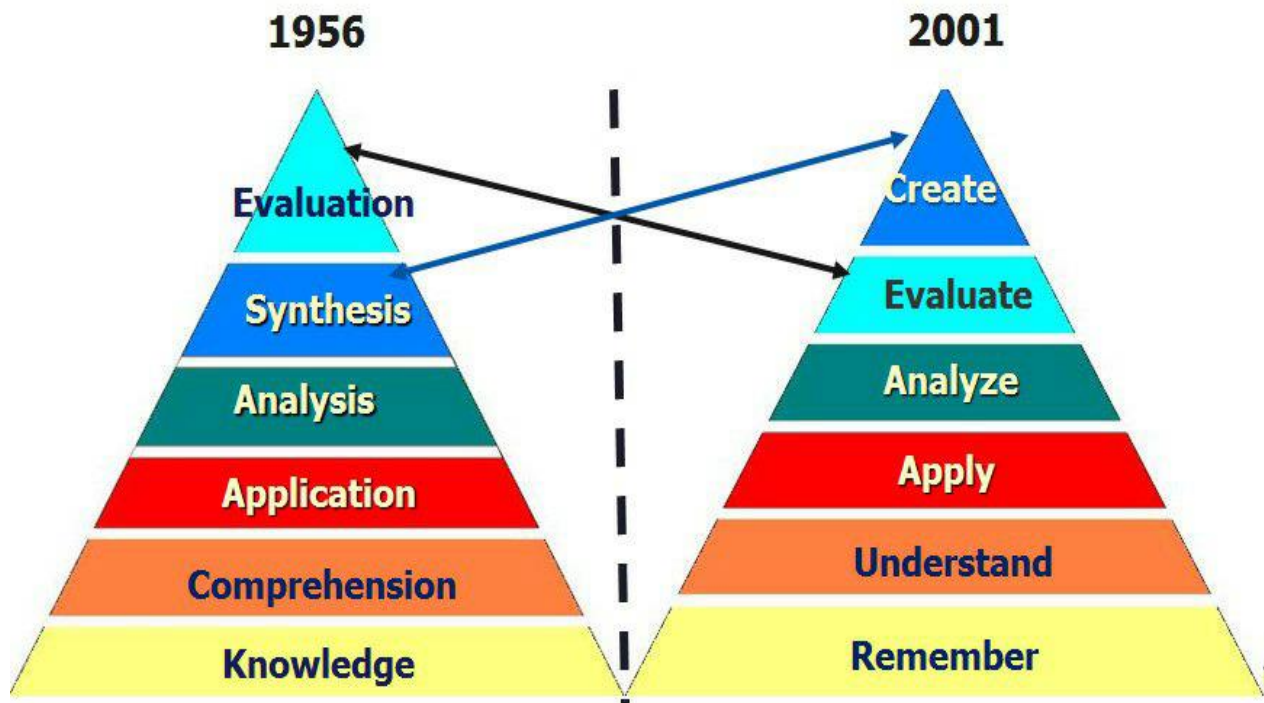 1956
Evaluation
Synthesis
Analysis
Application
Comprehension
Knowledge
2001
Create
Evaluate
Analyze
Apply
Understand
Remember